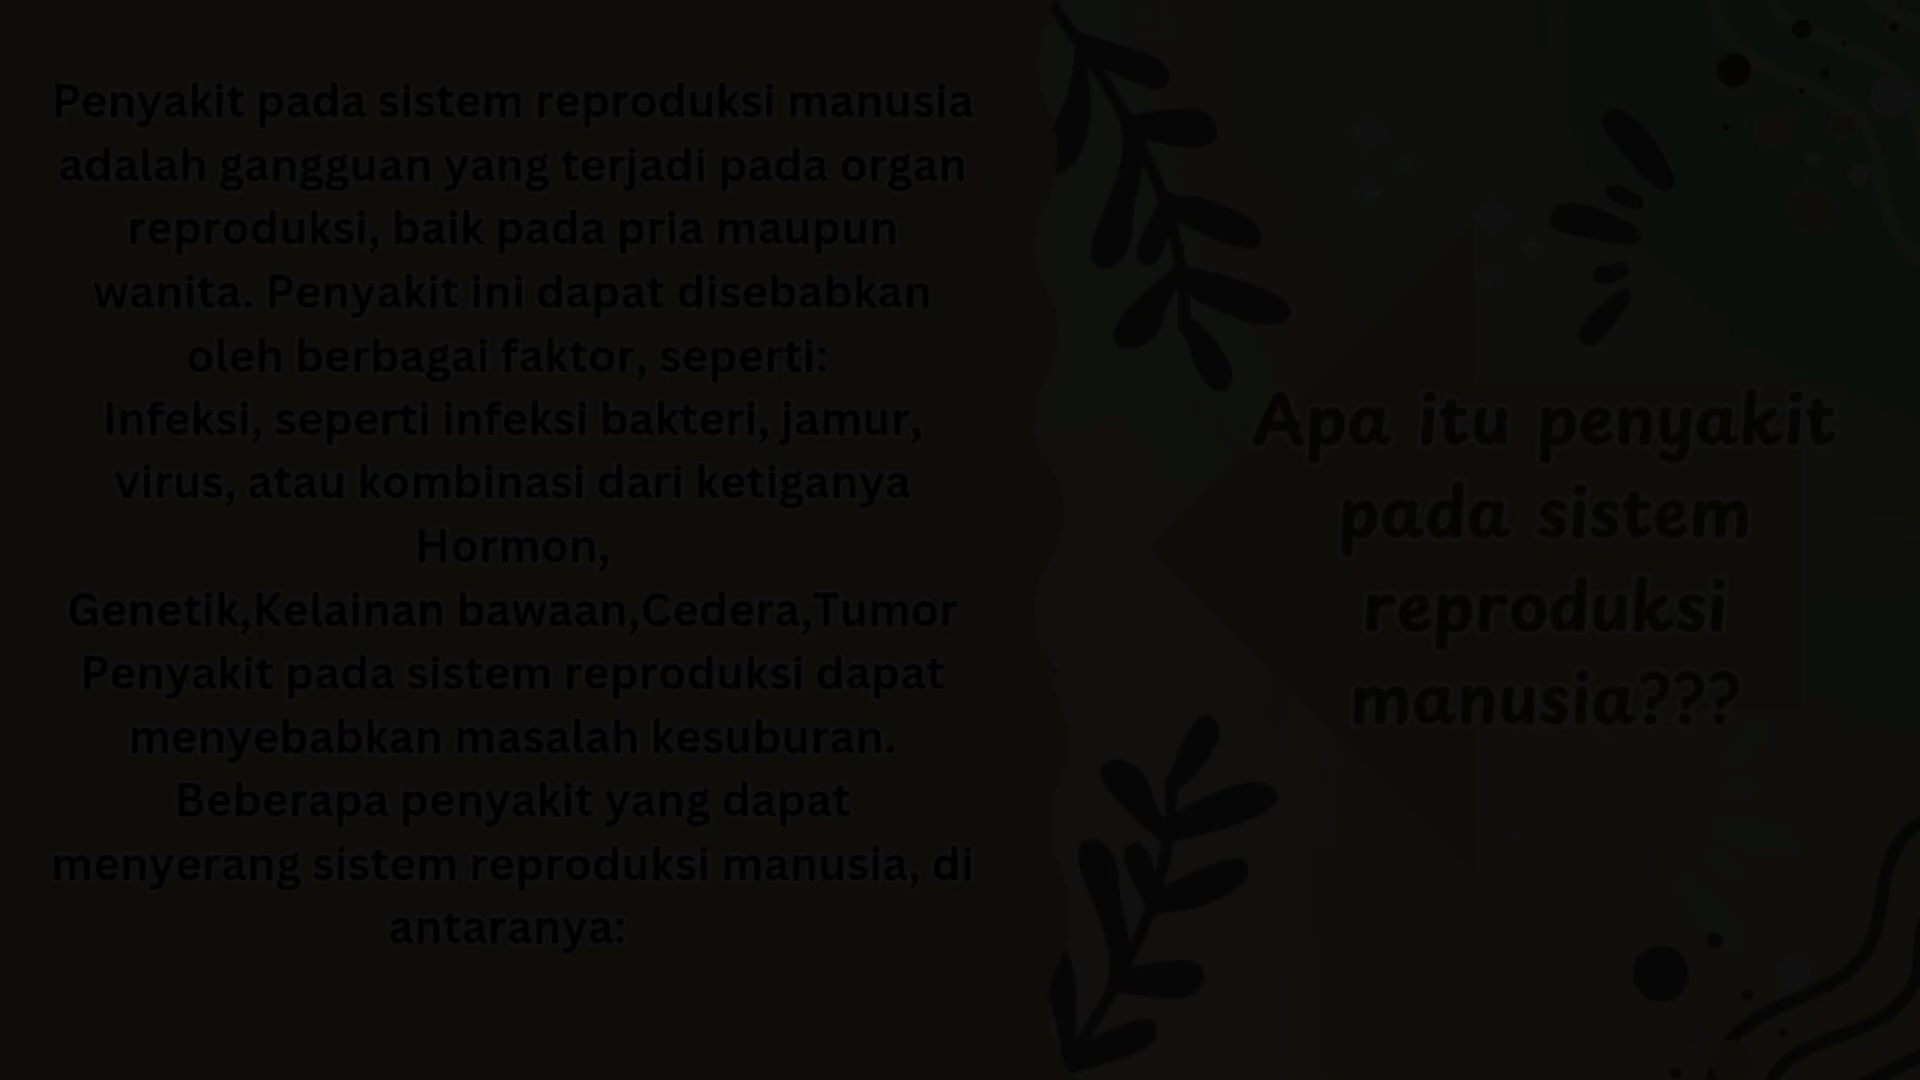 Penyakit pada sistem reproduksi manusia
adalah gangguan yang terjadi pada organ
reproduksi, baik pada pria maupun
wanita. Penyakit ini dapat disebabkan
oleh berbagai faktor, seperti:
Infeksi, seperti infeksi bakteri, jamur,
virus, atau kombinasi dari ketiganya
Hormon,
Genetik,Kelainan bawaan,Cedera,Tumor
Penyakit pada sistem reproduksi dapat
menyebabkan masalah kesuburan.
Beberapa penyakit yang dapat
menyerang sistem reproduksi manusia, di
antaranya:
Apa itu penyakit
pada sistem
reproduksi
manusia???